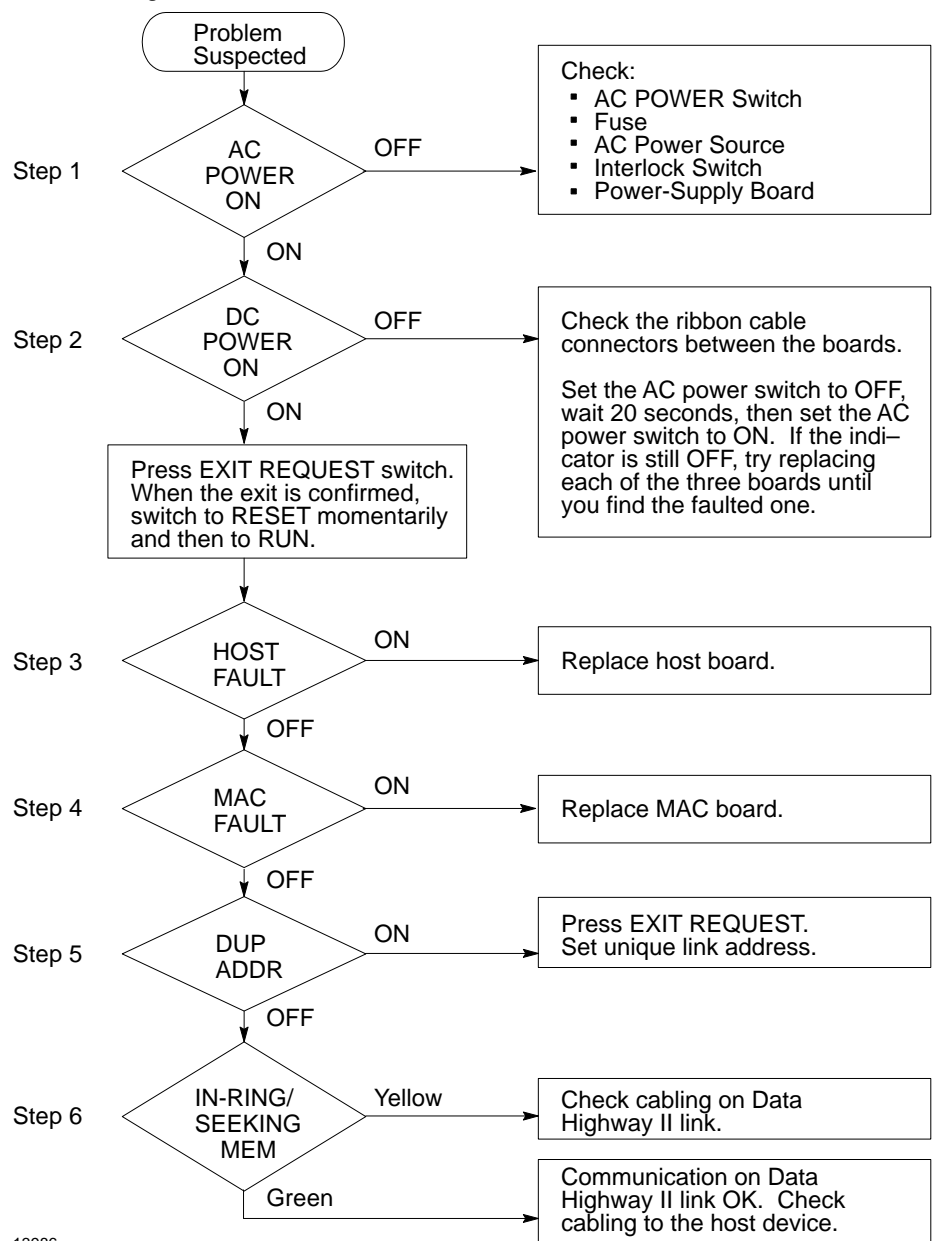 Problem
Suspected
Step 1
AC
POWER
ON
OFF
ON
Check:
▪ AC POWER Switch
▪ Fuse
▪ AC Power Source
▪ Interlock Switch
▪ Power-Supply Board
Step 2
DC
POWER
ON
OFF
ON
Check the ribbon cable
connectors between the boards.
Set the AC power switch to OFF,
wait 20 seconds, then set the AC
power switch to ON. If the indi–
cator is still OFF, try replacing
each of the three boards until
you find the faulted one.
Press EXIT REQUEST switch.
When the exit is confirmed,
switch to RESET momentarily
and then to RUN.
Step 3
HOST
FAULT
ON
OFF
Replace host board.
Step 4
MAC
FAULT
ON
OFF
Replace MAC board.
Step 5
DUP
ADDR
ON
OFF
Press EXIT REQUEST.
Set unique link address.
Step 6
IN-RING/
SEEKING
MEM
Yellow
Check cabling on Data
Highway II link.
Green
Communication on Data
Highway II link OK. Check
cabling to the host device.